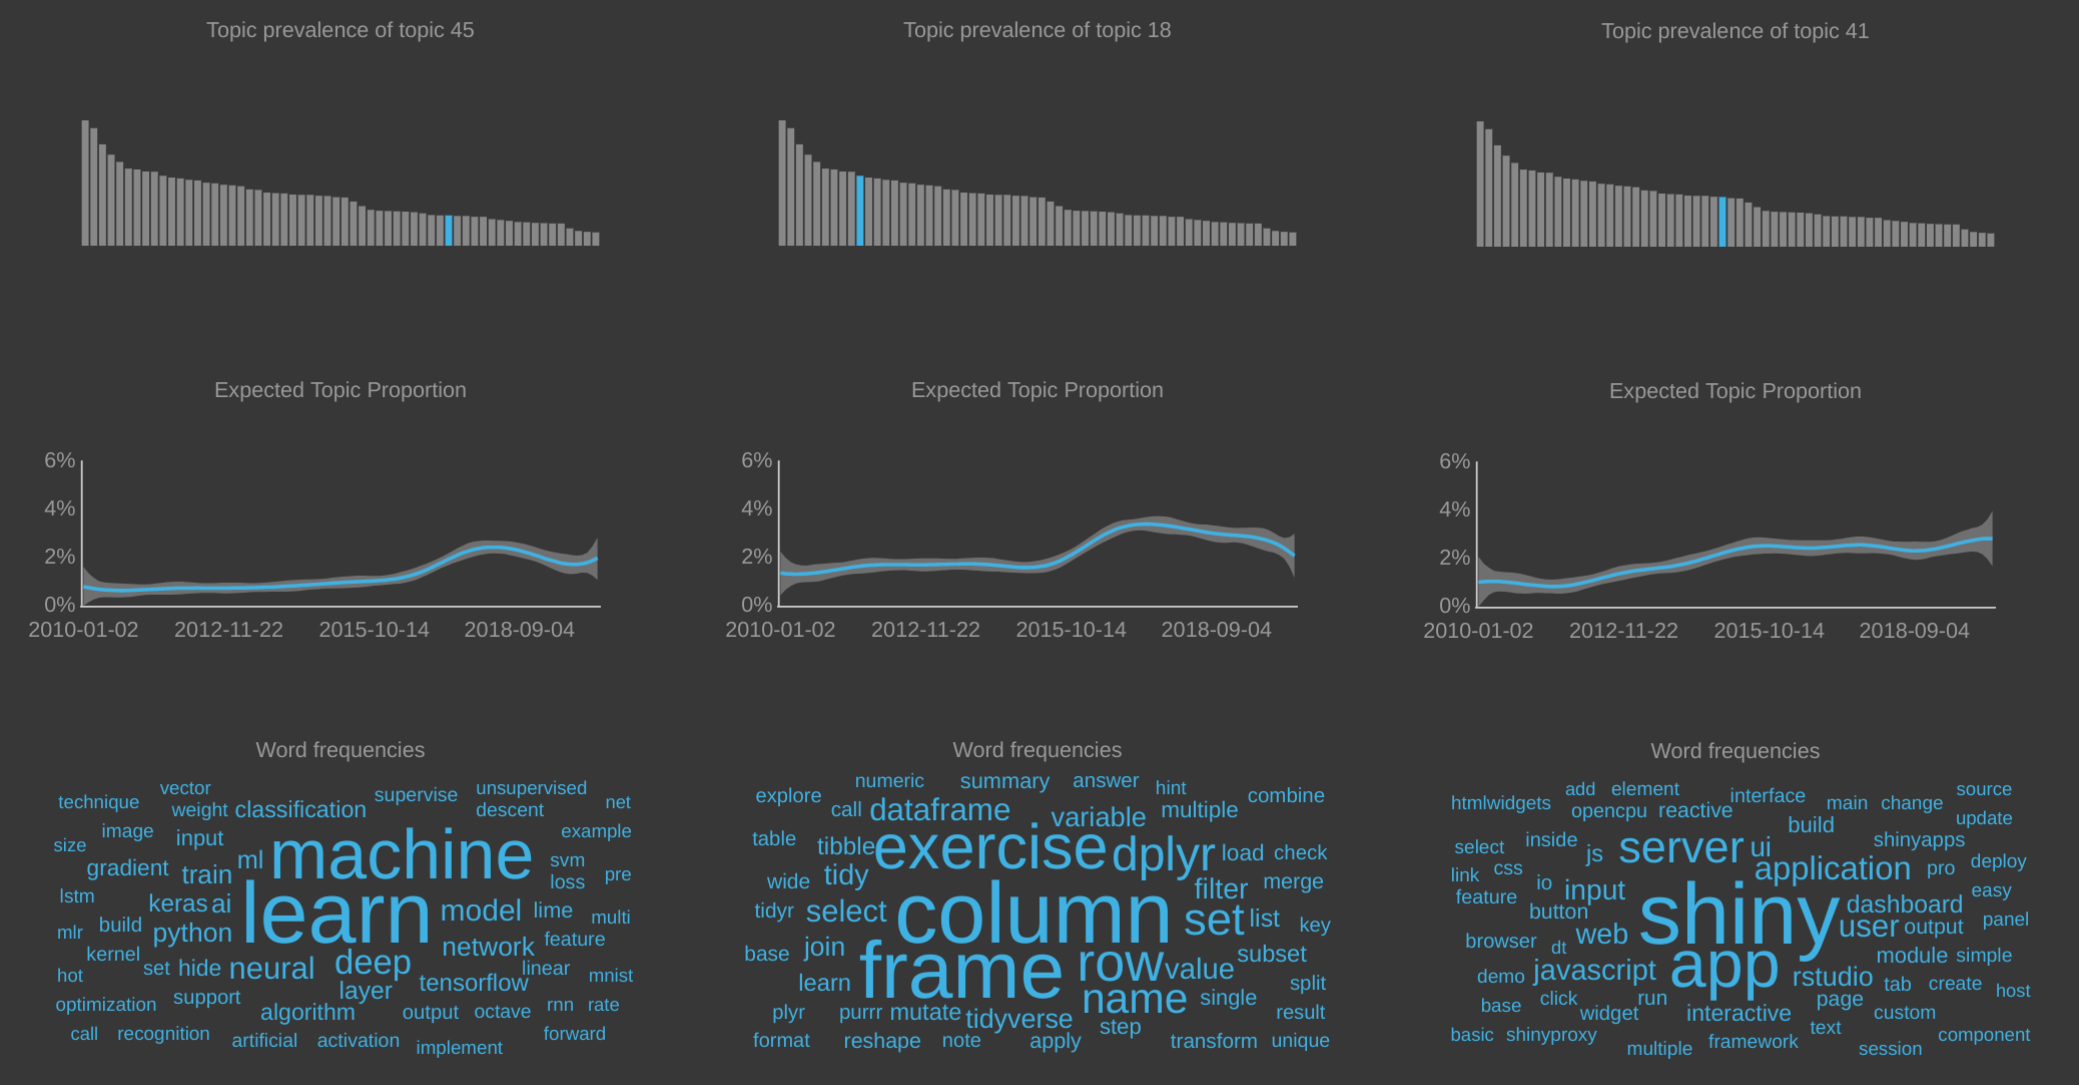 Topic prevalence of topic 45
Topic prevalence of topic 18
Topic prevalence of topic 41
Expected Topic Proportion
Expected Topic Proportion
Expected Topic Proportion
6%
4%
2%
0%
2010-01-02 2012-11-22 2015-10-14 2018-09-04
6%
4%
2%
0%
2010-01-02 2012-11-22 2015-10-14 2018-09-04
6%
4%
2%
0%
2010-01-02 2012-11-22 2015-10-14 2018-09-04
Word frequencies
vector supervise unsupervised
technique weight classification descent net
image input machine example
size ml svm
gradient train loss pre
lstm keras ai learn model lime multi
mlr build python network feature
kernel set hide neural deep linear
hot layer tensorflow mnist
optimization support algorithm output octave rnn rate
call recognition artificial activation implement forward
Word frequencies
numeric summary answer hint
explore call dataframe variable multiple combine
table tibble exercise dplyr load check
wide tidy filter merge
tidyr select column set list key
base join row value subset
learn frame name single split
plyr purrr mutate tidyverse step result
format reshape note apply transform unique
Word frequencies
add element interface source
htmlwidgets opencpu reactive main change
build update
select inside js server ui shinyapps
link css io input application pro deploy
feature button shiny dashboard easy
browser dt web user output panel
demo javascript app rstudio module simple
base click widget run interactive page tab create host
basic shinyproxy text custom
multiple framework session component